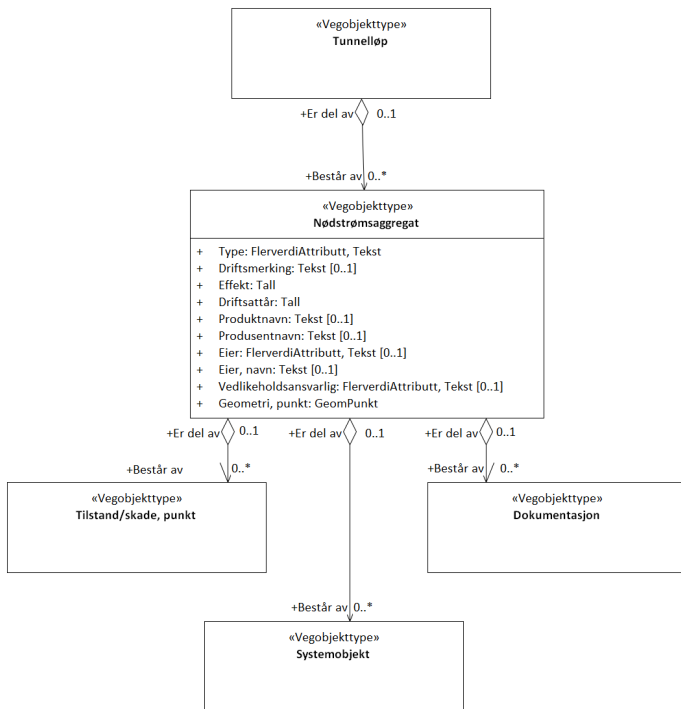 «Vegobjekttype»
Tunnelløp
+Er del av 0..1
+Består av 0..*
«Vegobjekttype»
Nødstrømsaggregat
+ Type: FlerverdiAttributt, Tekst
+ Driftsmerking: Tekst [0..1]
+ Effekt: Tall
+ Driftsattår: Tall
+ Produktnavn: Tekst [0..1]
+ Produsentnavn: Tekst [0..1]
+ Eier: FlerverdiAttributt, Tekst [0..1]
+ Eier, navn: Tekst [0..1]
+ Vedlikeholdsansvarlig: FlerverdiAttributt, Tekst [0..1]
+ Geometri, punkt: GeomPunkt
+Er del av 0..1 +Er del av 0..1 +Er del av 0..1
+Består av 0..* +Består av 0..*
«Vegobjekttype»
Tilstand/skade, punkt
«Vegobjekttype»
Dokumentasjon
+Består av 0..*
«Vegobjekttype»
Systemobjekt